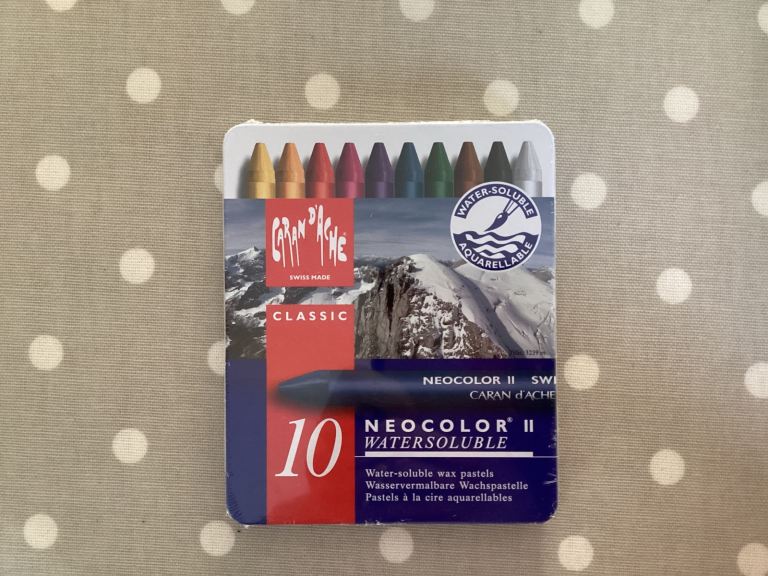 WATER-SOLUBLE
AQUARELLABLE
CARAN D'ACHE®
SWISS MADE
CLASSIC
NEOCOLOR II SWI
CARAN d'ACHE
10
NEOCOLOR® II
WATERSOLUBLE
Water-soluble wax pastels
Wasservermalbare Wachspastelle
Pastels à la cire aquarellables